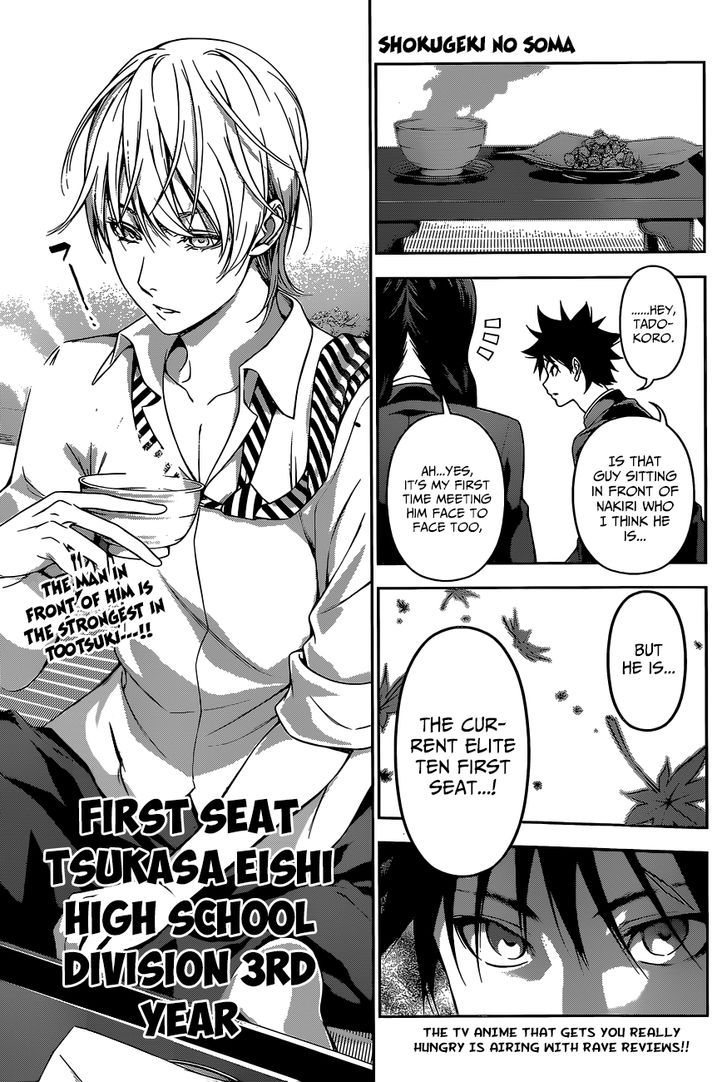 SHOKUGEKI NO SOMA
......HEY,
TADO-
KORO.
IS THAT
GUY SITTING
IN FRONT OF
NAKIRI WHO
I THINK HE
IS...
AH...YES,
IT'S MY FIRST
TIME MEETING
HIM FACE TO
FACE TOO,
BUT
HE IS...
THE CUR-
RENT ELITE
TEN FIRST
SEAT...!
THE TV ANIME THAT GETS YOU REALLY
HUNGRY IS AIRING WITH RAVE REVIEWS!!
THE MAN IN
FRONT OF HIM IS
THE STRONGEST IN
TOOTSUKI---!!
FIRST SEAT
TSUKASA EISHI
HIGH SCHOOL
DIVISION 3RD
YEAR